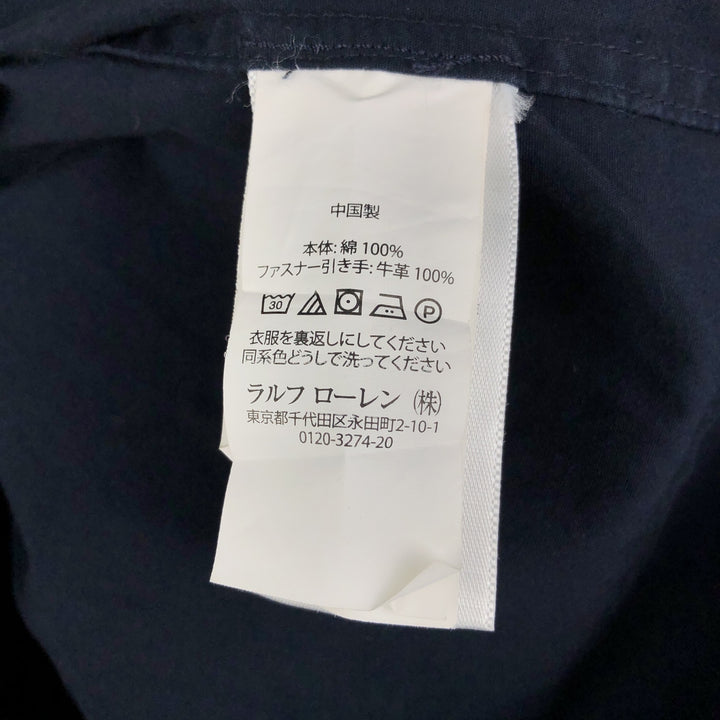 中国製
本体: 綿 100%
ファスナー引き手: 牛革 100%
30 P
衣服を裏返しにしてください
同系色どうしで洗ってください
ラルフ ローレン ㈱
東京都千代田区永田町2-10-1
0120-3274-20